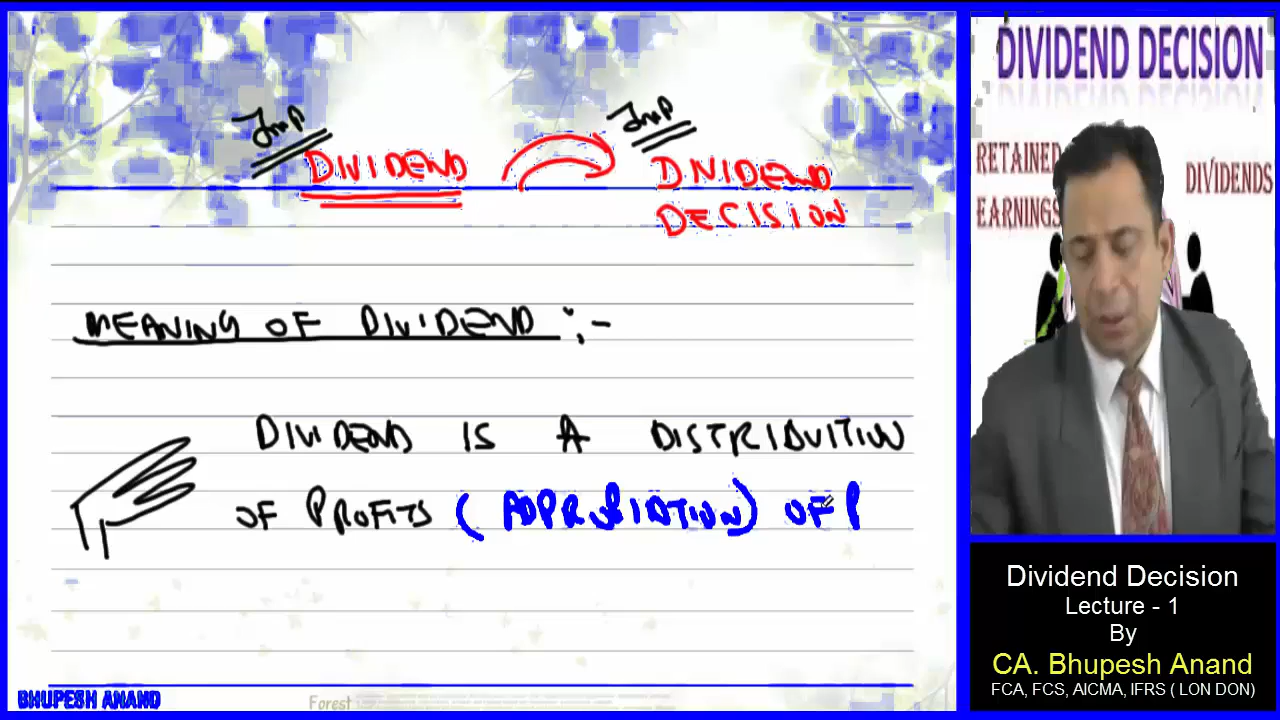 Imp
Imp
DIVIDEND
DIVIDEND
DECISION
MEANING OF DIVIDEND :-
DIVIDEND IS A DISTRIBUTION
OF PROFITS (APPROPRIATION) OF P
BHUPESH ANAND
Forest
DIVIDEND DECISION
RETAINED
EARNINGS
DIVIDENDS
Dividend Decision
Lecture - 1
By
CA. Bhupesh Anand
FCA, FCS, AICMA, IFRS ( LON DON)